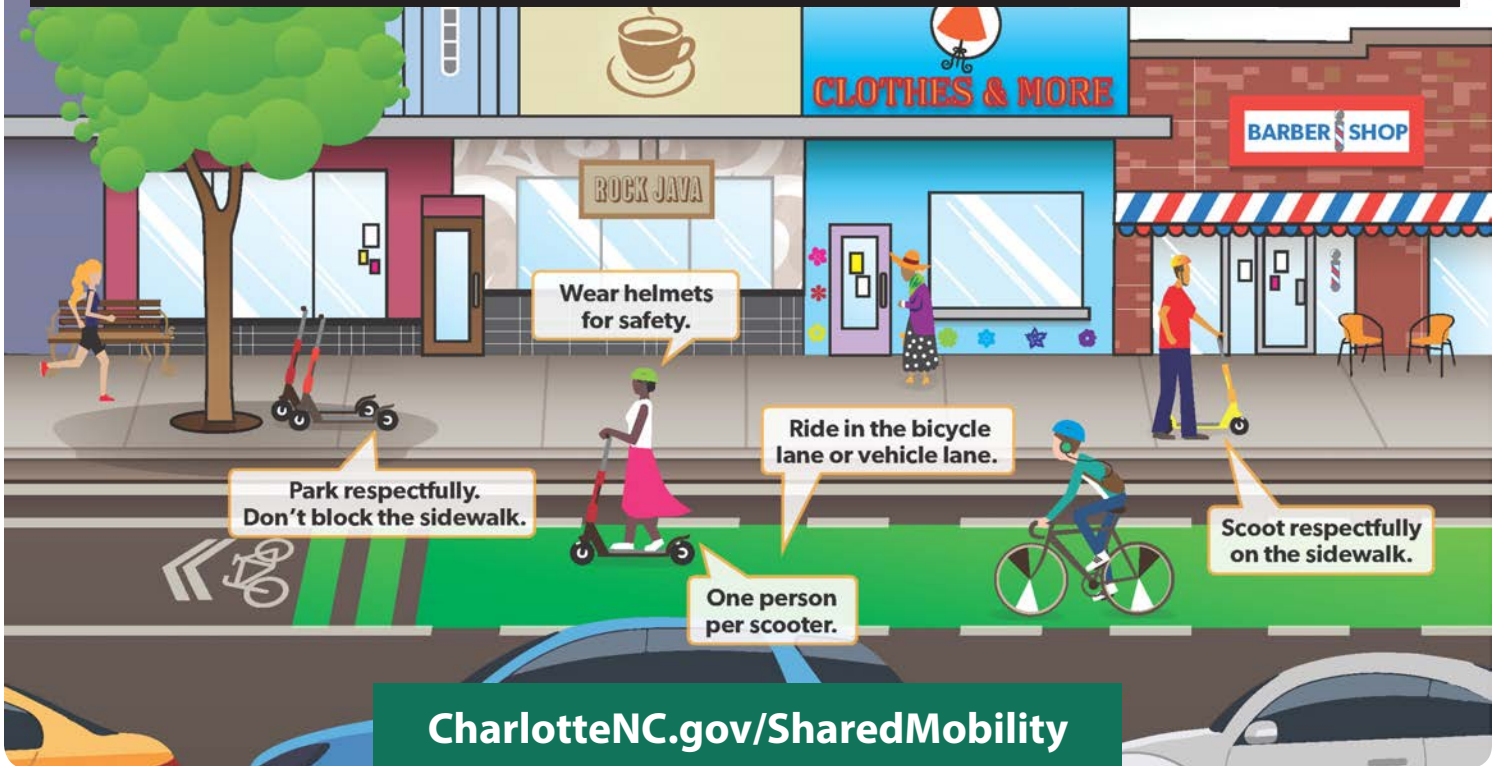 CLOTHES & MORE
BARBER SHOP
ROCK JAVA
Wear helmets
for safety.
Ride in the bicycle
lane or vehicle lane.
Park respectfully.
Don't block the sidewalk.
Scoot respectfully
on the sidewalk.
One person
per scooter.
CharlotteNC.gov/SharedMobility